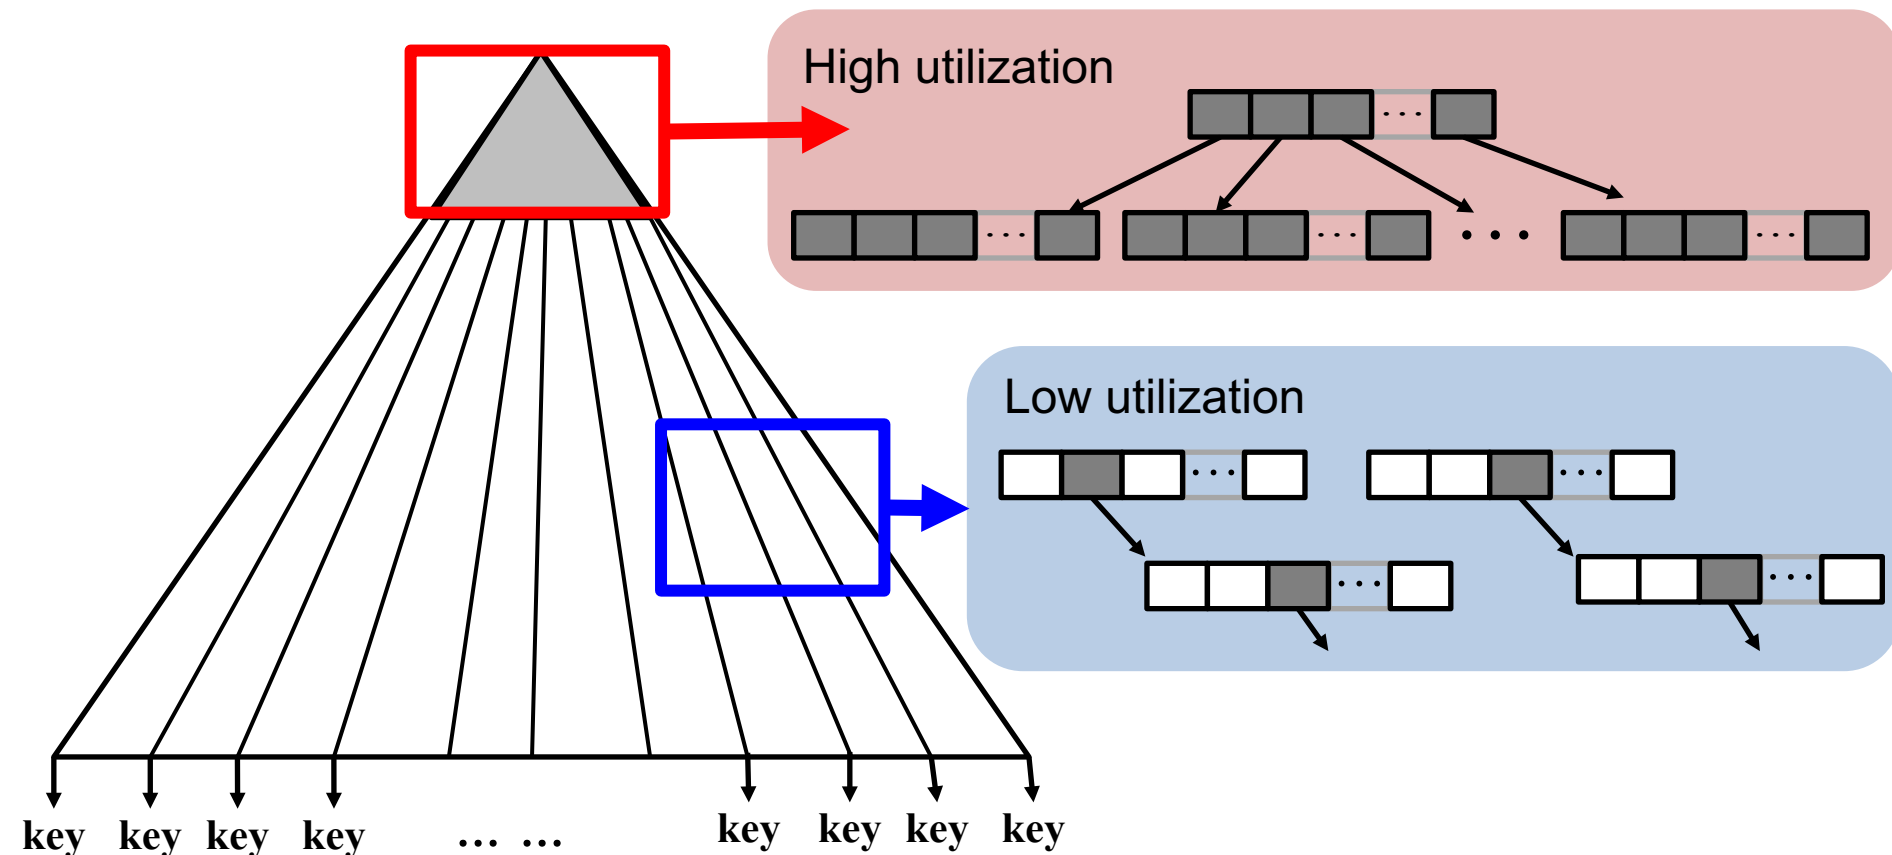 High utilization
...
... ... ... ... 
Low utilization
... ...
... ...
key key key key ... ... key key key key